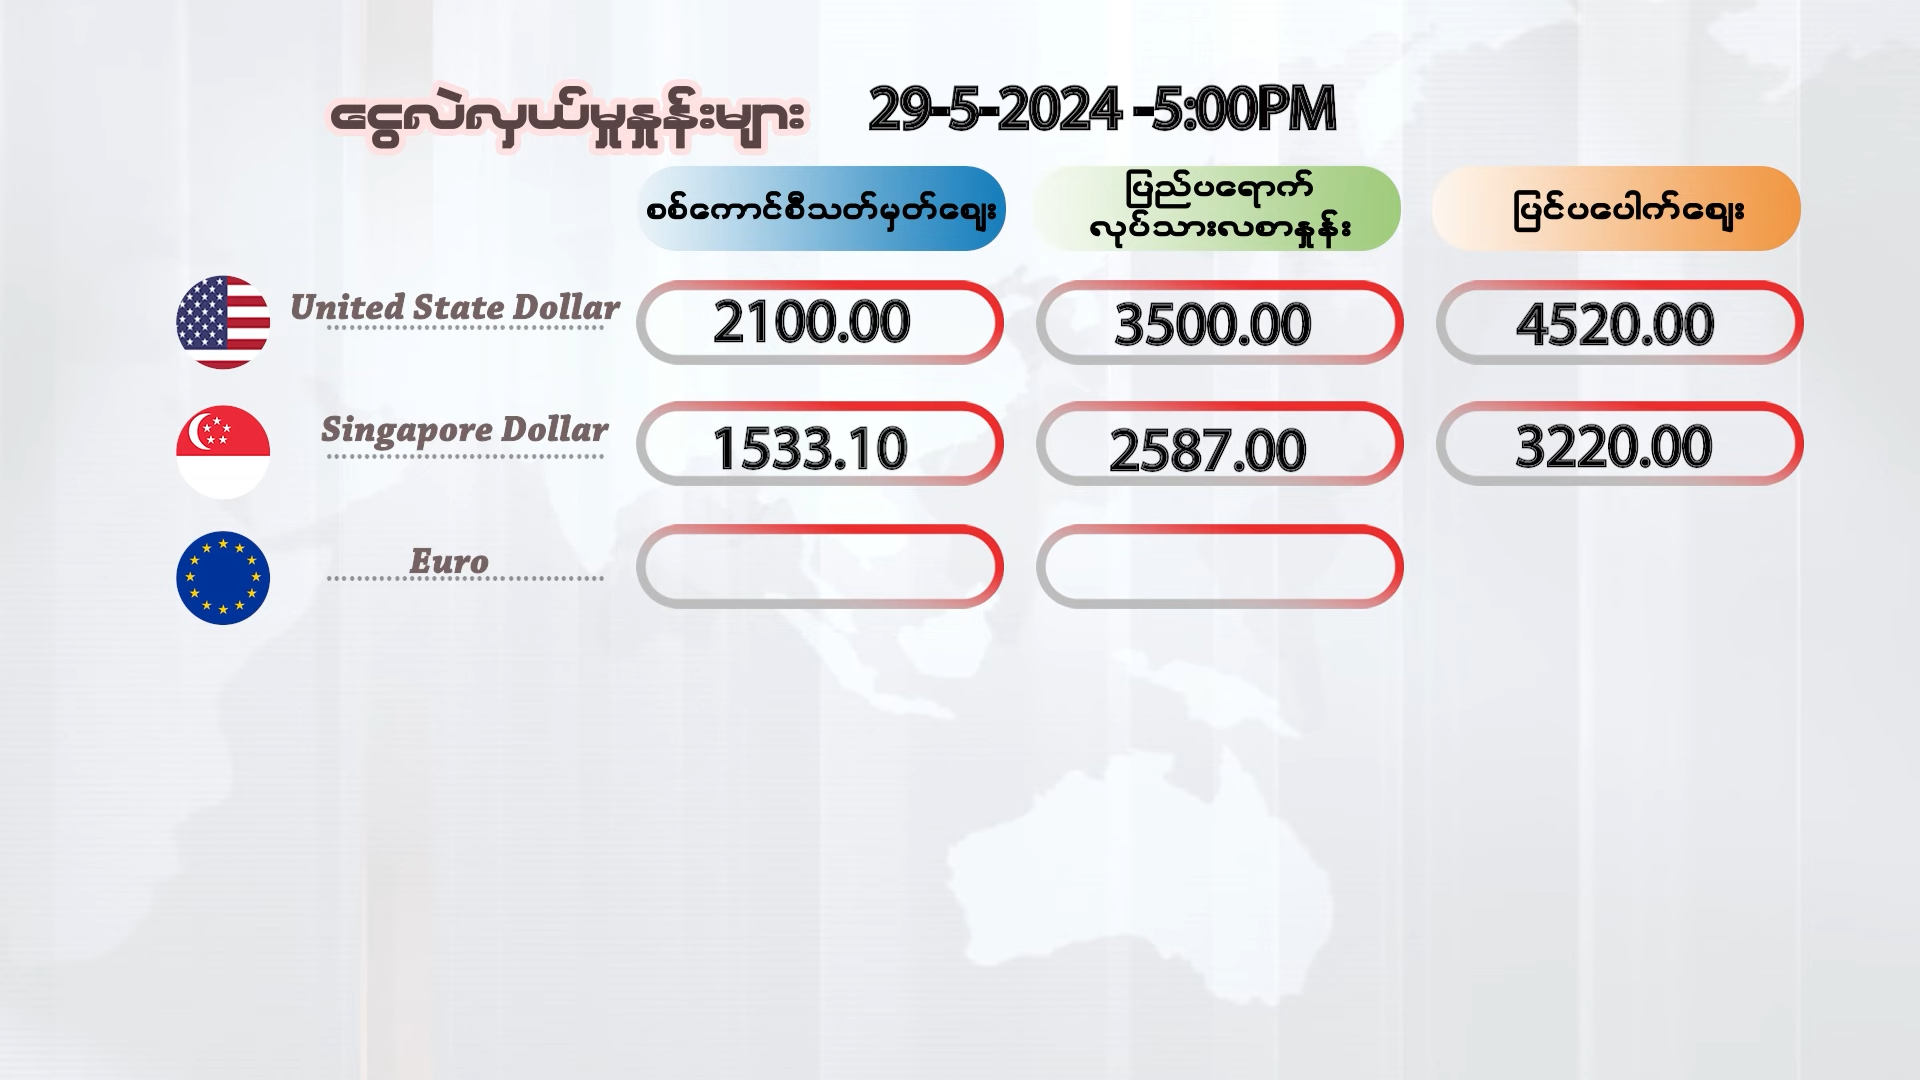 ငွေလဲလှယ်မှုနှုန်းများ 29-5-2024 -5:00PM
စစ်ကောင်စီသတ်မှတ်ဈေး
ပြည်ပရောက်
လုပ်သားလစာနှုန်း
ပြင်ပပေါက်ဈေး
United State Dollar 2100.00 3500.00 4520.00
Singapore Dollar 1533.10 2587.00 3220.00
Euro